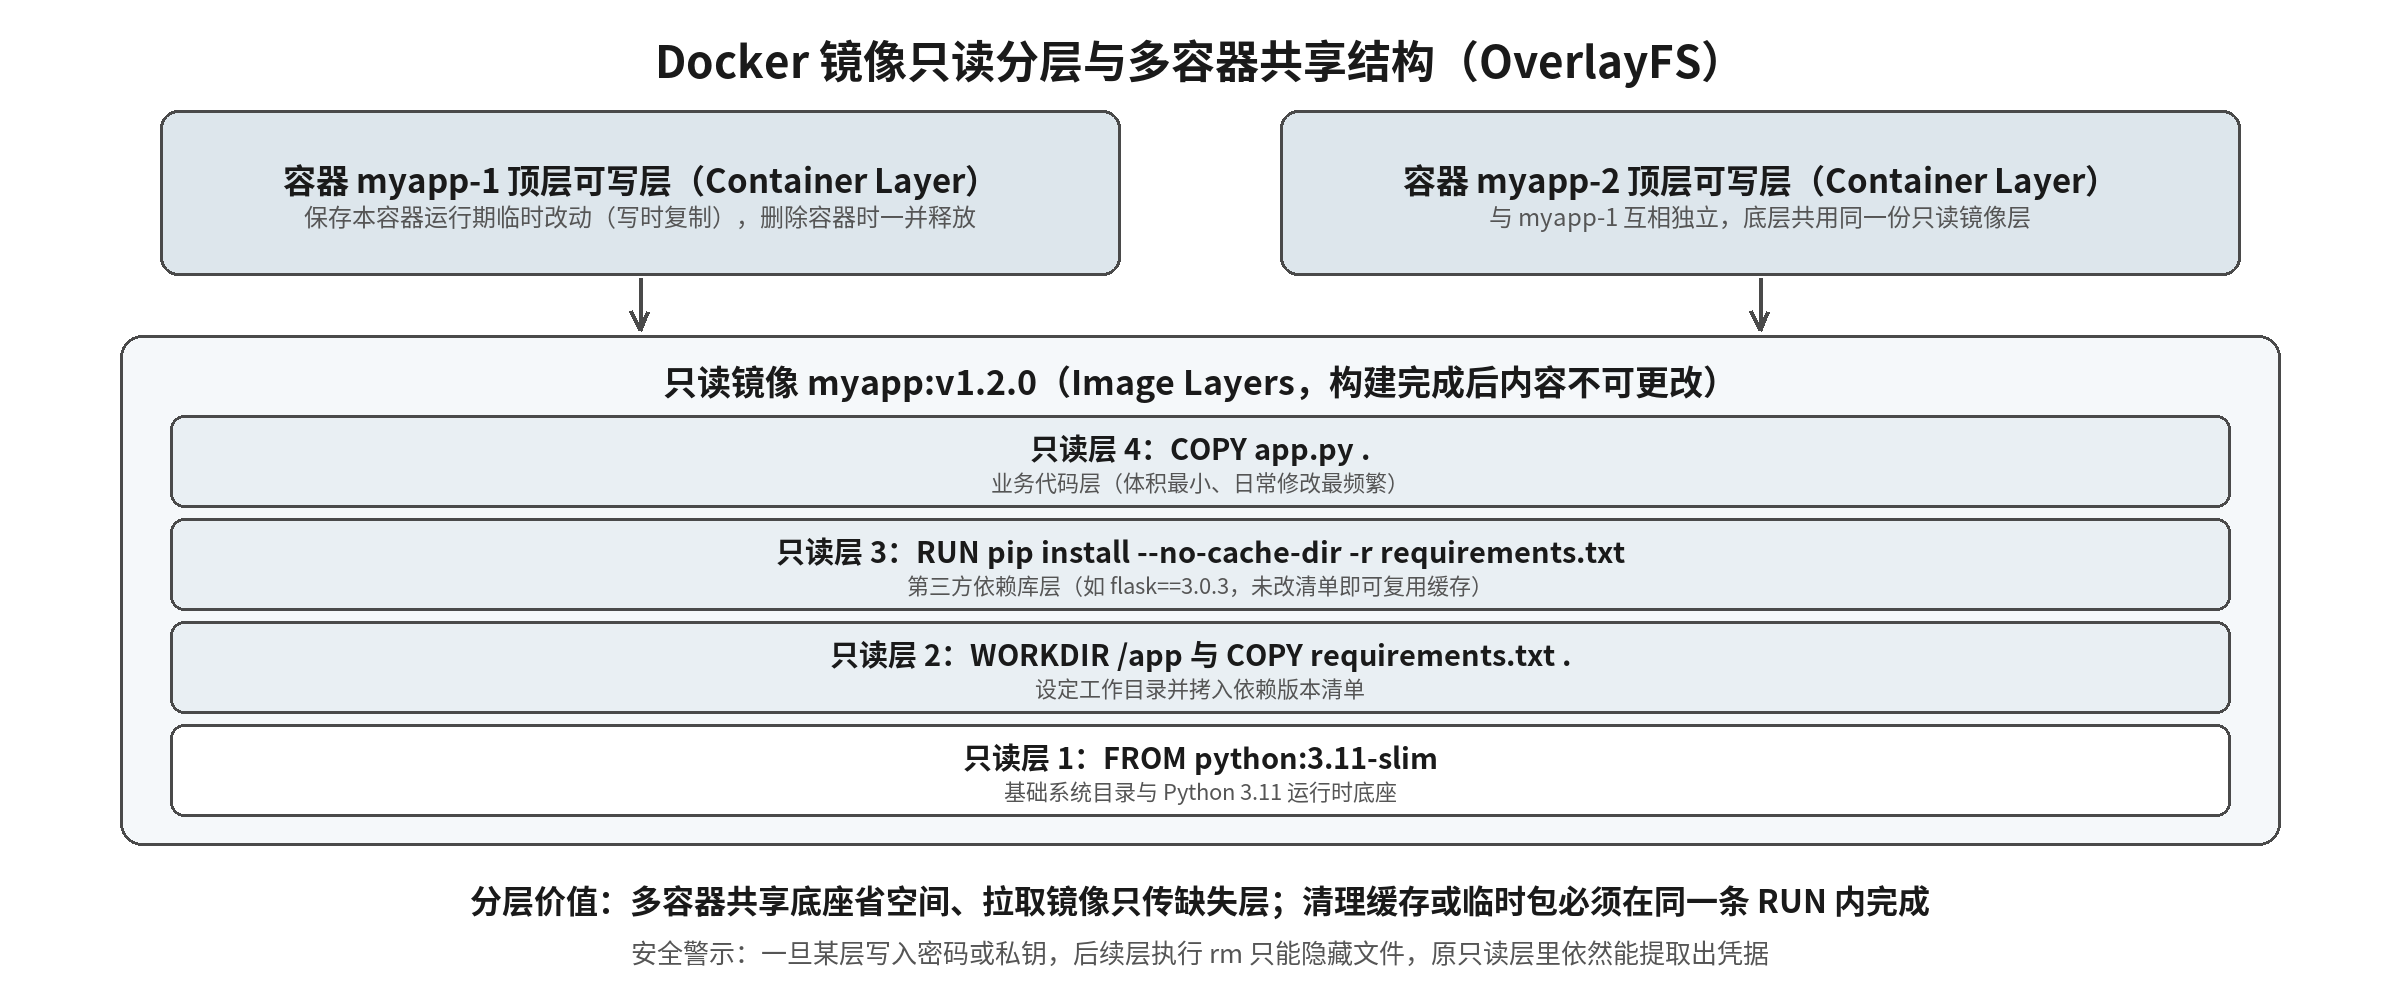 Docker 镜像只读分层与多容器共享结构（OverlayFS）
容器 myapp-1 顶层可写层（Container Layer）
保存本容器运行期临时改动（写时复制），删除容器时一并释放
容器 myapp-2 顶层可写层（Container Layer）
与 myapp-1 互相独立，底层共用同一份只读镜像层
只读镜像 myapp:v1.2.0（Image Layers，构建完成后内容不可更改）
只读层 4：COPY app.py .
业务代码层（体积最小、日常修改最频繁）
只读层 3：RUN pip install --no-cache-dir -r requirements.txt
第三方依赖库层（如 flask==3.0.3，未改清单即可复用缓存）
只读层 2：WORKDIR /app 与 COPY requirements.txt .
设定工作目录并拷入依赖版本清单
只读层 1：FROM python:3.11-slim
基础系统目录与 Python 3.11 运行时底座
分层价值：多容器共享底座省空间、拉取镜像只传缺失层；清理缓存或临时包必须在同一条 RUN 内完成
安全警示：一旦某层写入密码或私钥，后续层执行 rm 只能隐藏文件，原只读层里依然能提取出凭据